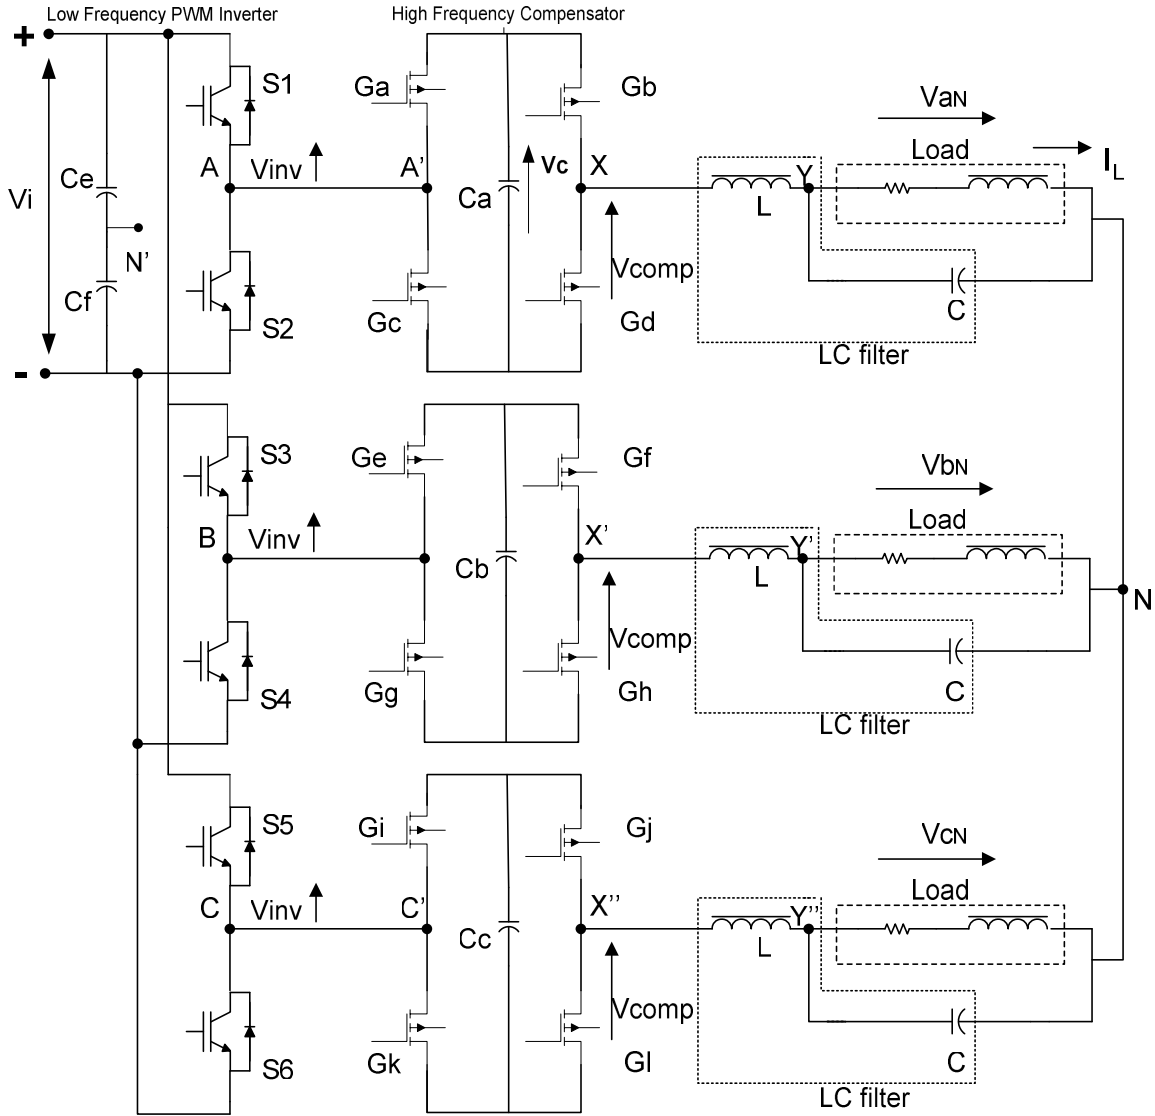 Low Frequency PWM Inverter
High Frequency Compensator
+
S1
Ga
Gb
VaN
Load
IL
A
Vinv
A'
Vc
X
Y
Ce
Vi
Ca
L
N'
Vcomp
Cf
S2
Gc
Gd
C
LC filter
-
S3
Ge
Gf
VbN
Load
B
Vinv
X'
Y'
Cb
L
N
Vcomp
S4
Gg
Gh
C
LC filter
S5
Gi
Gj
VcN
Load
C
Vinv
C'
X''
Y''
Cc
L
Vcomp
S6
Gk
Gl
C
LC filter